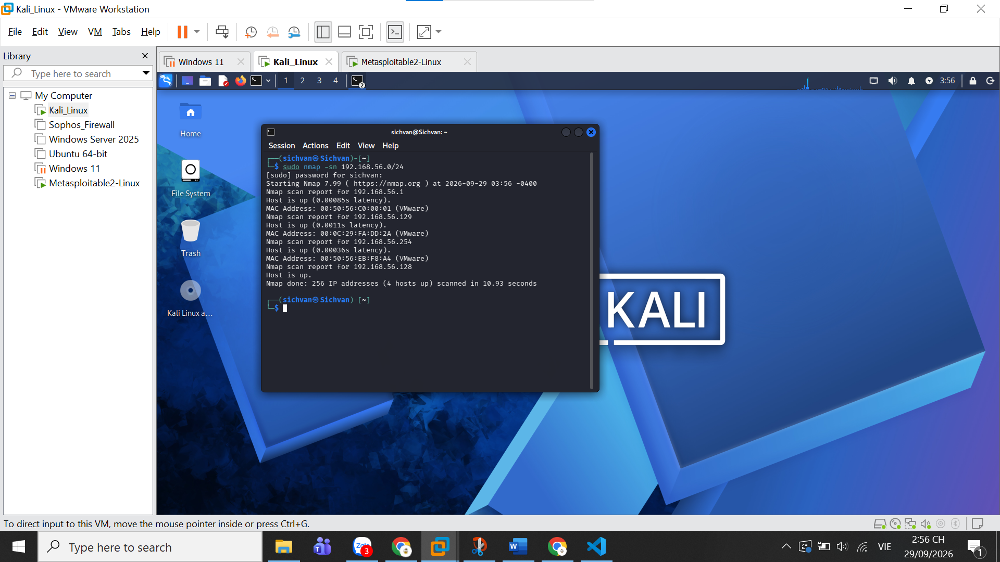 Kali_Linux - VMware Workstation
File Edit View VM Tabs Help
Library
Type here to search
My Computer
Kali_Linux
Sophos_Firewall
Windows Server 2025
Ubuntu 64-bit
Windows 11
Metasploitable2-Linux
Windows 11
Kali_Linux
Metasploitable2-Linux
1 2 3 4
2
3:56
Home
File System
Trash
Kali Linux a...
sichvan@Sichvan: ~
Session Actions Edit View Help
┌──(sichvan㉿Sichvan)-[~]
└─$ sudo nmap -sn 192.168.56.0/24
[sudo] password for sichvan:
Starting Nmap 7.99 ( https://nmap.org ) at 2026-09-29 03:56 -0400
Nmap scan report for 192.168.56.1
Host is up (0.00085s latency).
MAC Address: 00:50:56:C0:00:01 (VMware)
Nmap scan report for 192.168.56.129
Host is up (0.0011s latency).
MAC Address: 00:0C:29:FA:DD:2A (VMware)
Nmap scan report for 192.168.56.254
Host is up (0.00036s latency).
MAC Address: 00:50:56:EB:F8:A4 (VMware)
Nmap scan report for 192.168.56.128
Host is up.
Nmap done: 256 IP addresses (4 hosts up) scanned in 10.93 seconds
┌──(sichvan㉿Sichvan)-[~]
└─$
KALI
To direct input to this VM, move the mouse pointer inside or press Ctrl+G.
Type here to search
Zalo
3
VIE
2:56 CH
29/09/2026
1